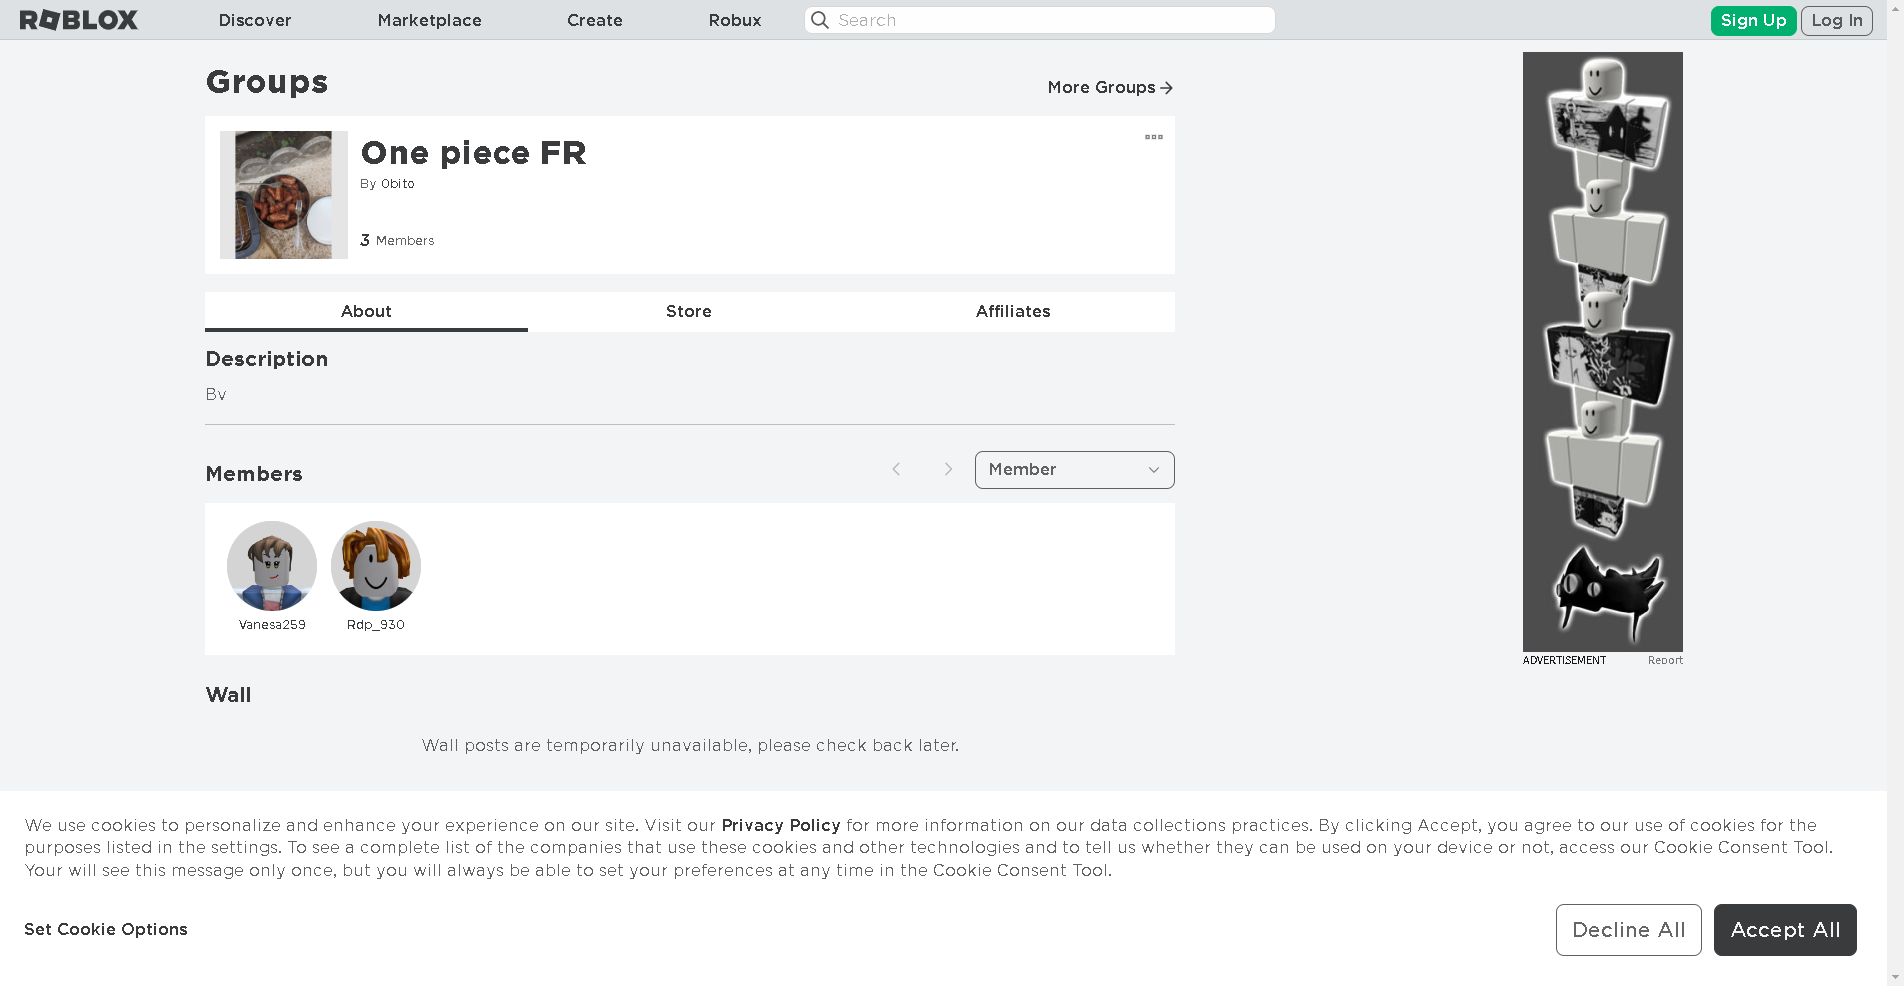 ROBLOX
Discover
Marketplace
Create
Robux
Search
Sign Up
Log In
Groups
More Groups
One piece FR
By Obito
3 Members
About
Store
Affiliates
Description
Bv
Members
Member
Vanesa259
Rdp_930
ADVERTISEMENT
Report
Wall
Wall posts are temporarily unavailable, please check back later.
We use cookies to personalize and enhance your experience on our site. Visit our Privacy Policy for more information on our data collections practices. By clicking Accept, you agree to our use of cookies for the
purposes listed in the settings. To see a complete list of the companies that use these cookies and other technologies and to tell us whether they can be used on your device or not, access our Cookie Consent Tool.
Your will see this message only once, but you will always be able to set your preferences at any time in the Cookie Consent Tool.
Set Cookie Options
Decline All
Accept All